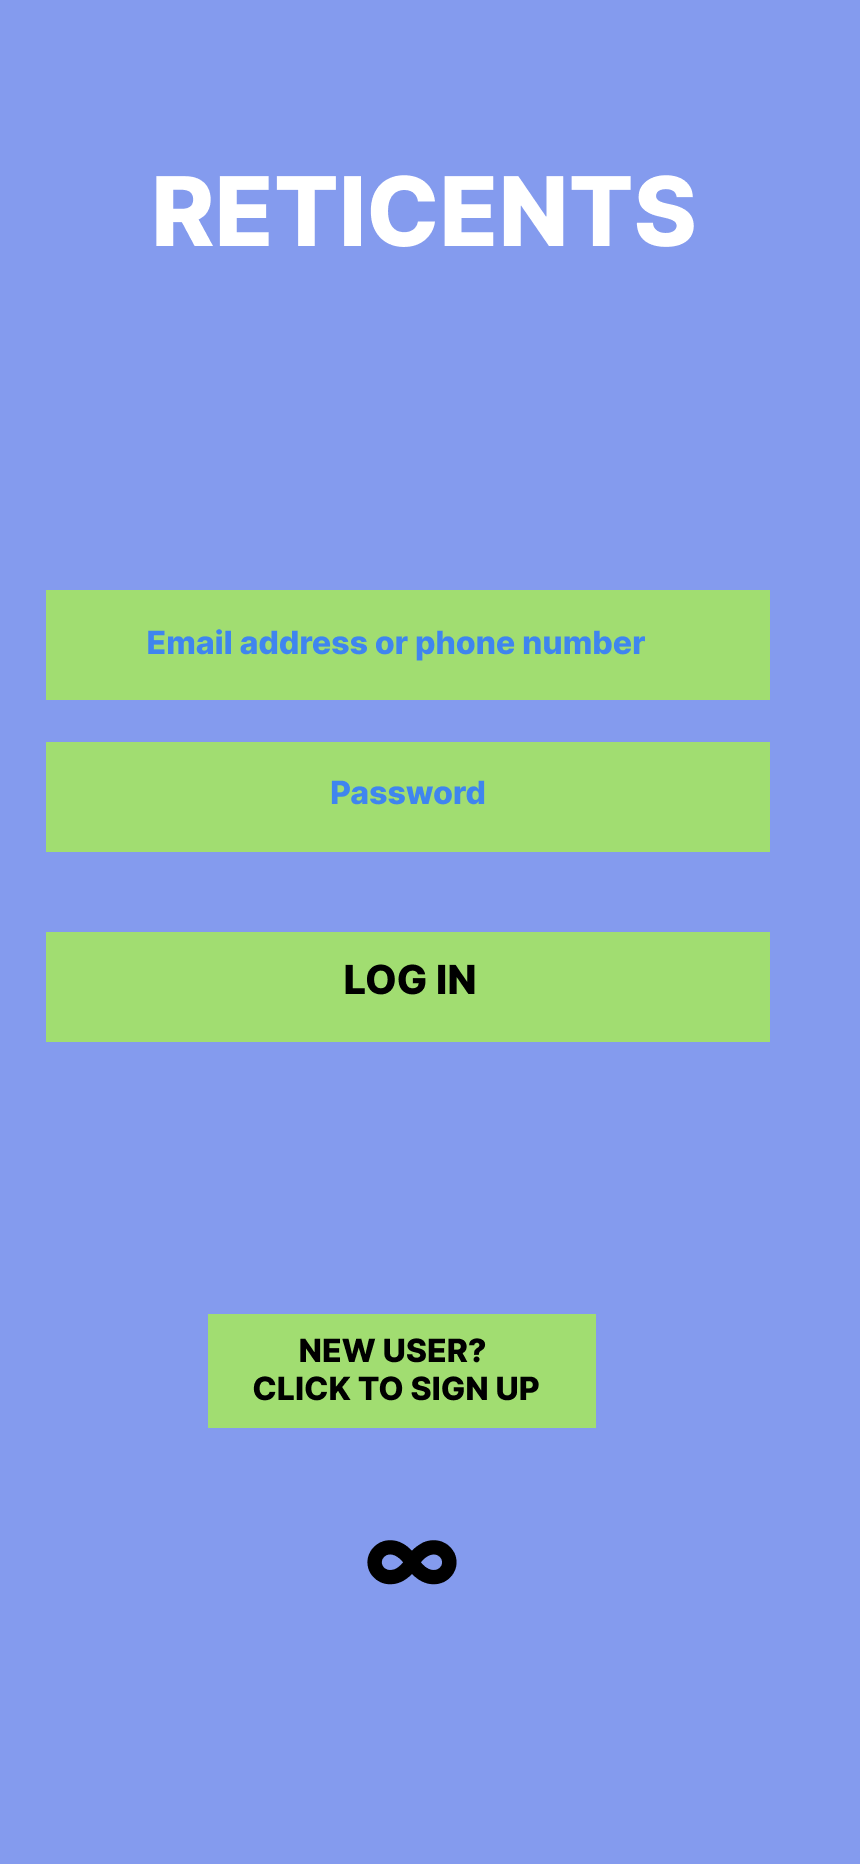 RETICENTS
Email address or phone number
Password
LOG IN
NEW USER?
CLICK TO SIGN UP
∞